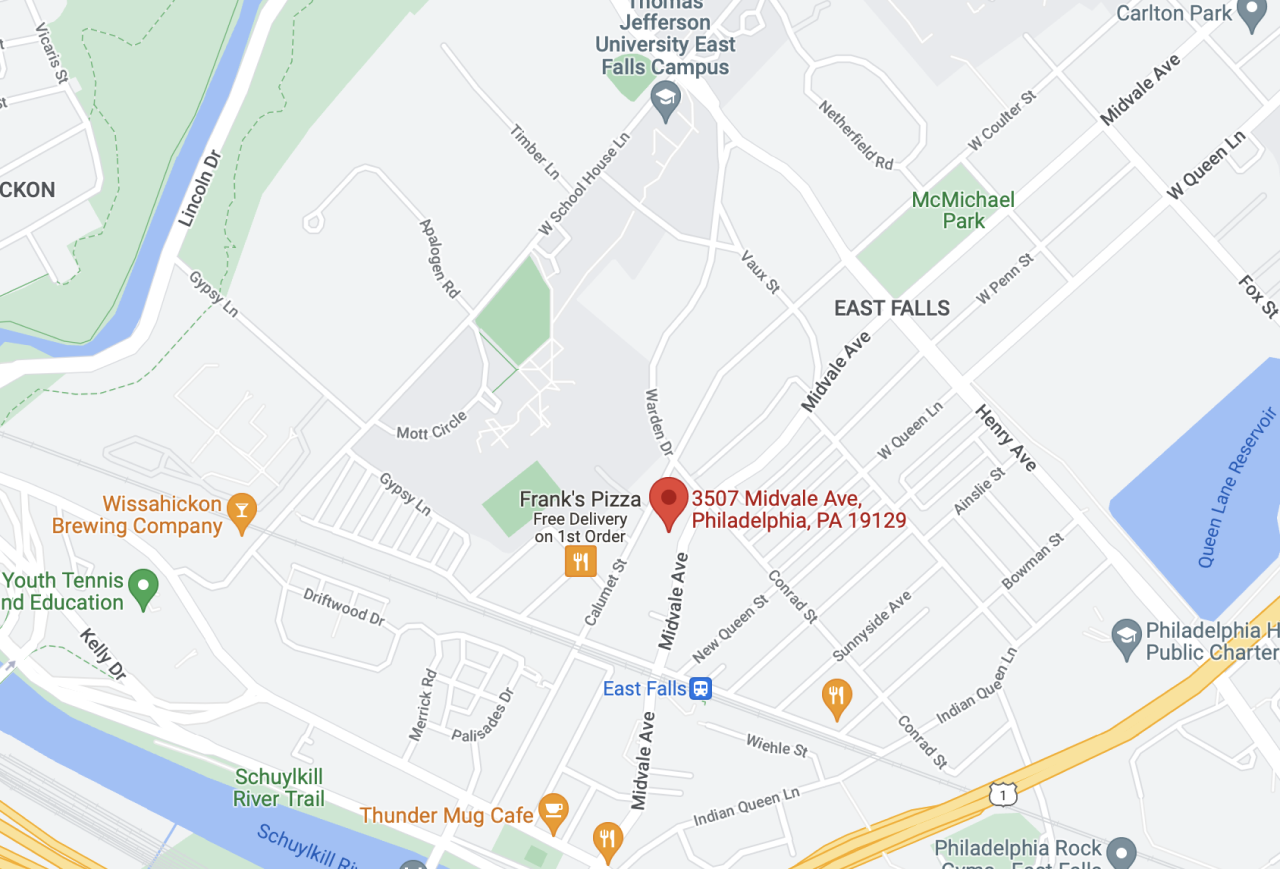 Thomas
Jefferson
University East
Falls Campus
Carlton Park
Vicaris St
Midvale Ave
W Coulter St
Netherfield Rd
W Queen Ln
Timber Ln
W School House Ln
Lincoln Dr
CKON
McMichael
Park
Apalogen Rd
Vaux St
W Penn St
Gypsy Ln
EAST FALLS
Fox St
Midvale Ave
Warden Dr
Mott Circle
W Queen Ln
Henry Ave
Queen Lane Reservoir
Gypsy Ln
Ainslie St
Wissahickon
Brewing Company
Frank's Pizza
Free Delivery
on 1st Order
3507 Midvale Ave,
Philadelphia, PA 19129
Bowman St
Youth Tennis
nd Education
Driftwood Dr
Calumet St
Midvale Ave
Conrad St
New Queen St
Sunnyside Ave
Philadelphia H
Public Charter
Kelly Dr
East Falls
Indian Queen Ln
Merrick Rd
Palisades Dr
Midvale Ave
Wiehle St
Conrad St
Schuylkill
River Trail
1
Thunder Mug Cafe
Indian Queen Ln
Schuylkill Riv
Philadelphia Rock
Gyms - East Falls